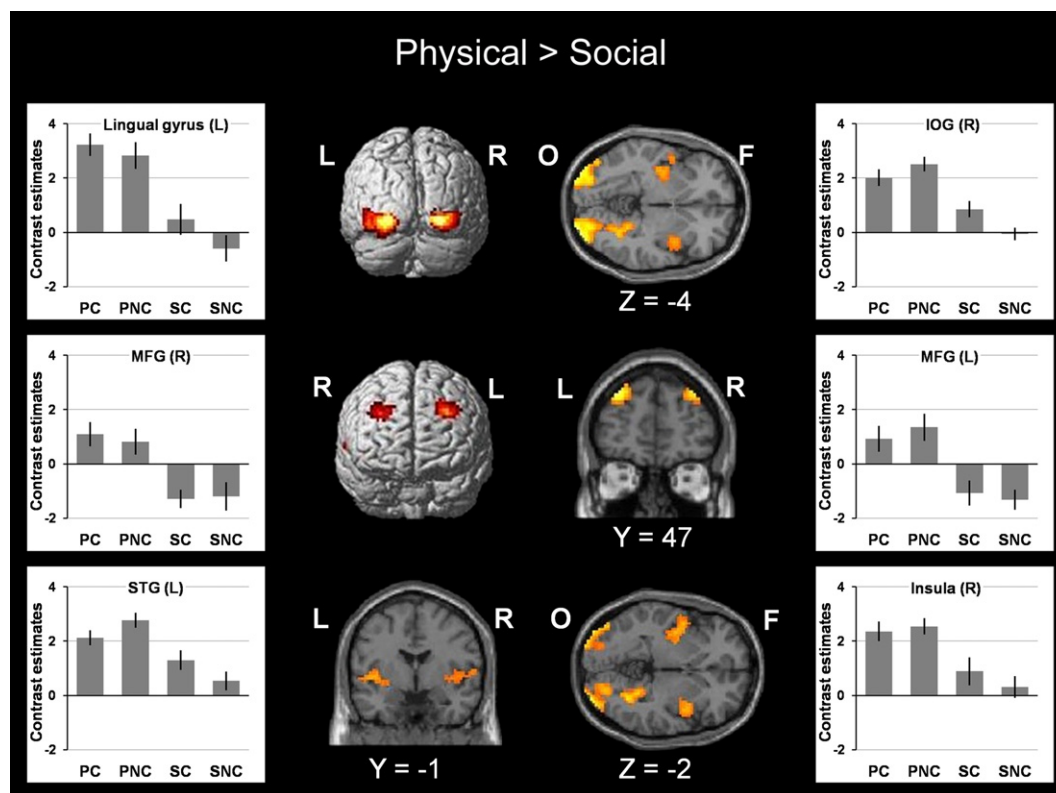 Physical > Social
Lingual gyrus (L)
Contrast estimates
4
2
0
-2
PC PNC SC SNC
L R
O F
Z = -4
IOG (R)
Contrast estimates
4
2
0
-2
PC PNC SC SNC
MFG (R)
Contrast estimates
4
2
0
-2
PC PNC SC SNC
R L
L R
Y = 47
MFG (L)
Contrast estimates
4
2
0
-2
PC PNC SC SNC
STG (L)
Contrast estimates
4
2
0
-2
PC PNC SC SNC
L R
Y = -1
O F
Z = -2
Insula (R)
Contrast estimates
4
2
0
-2
PC PNC SC SNC